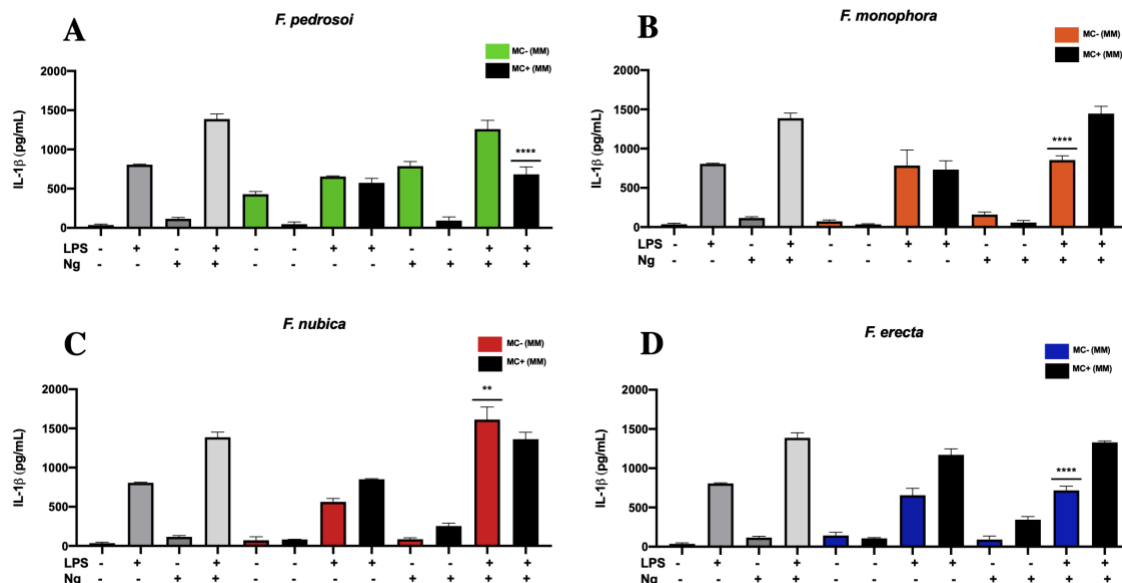 A
F. pedrosoi
MC- (MM)
MC+ (MM)
IL-1β (pg/mL)
2000
1500
1000
500
0
LPS - + - + - - + + - - + +
Ng - - + + - - - - + + + +
****
B
F. monophora
MC- (MM)
MC+ (MM)
IL-1β (pg/mL)
2000
1500
1000
500
0
LPS - + - + - - + + - - + +
Ng - - + + - - - - + + + +
****
C
F. nubica
MC- (MM)
MC+ (MM)
IL-1β (pg/mL)
2000
1500
1000
500
0
LPS - + - + - - + + - - + +
Ng - - + + - - - - + + + +
**
D
F. erecta
MC- (MM)
MC+ (MM)
IL-1β (pg/mL)
2000
1500
1000
500
0
LPS - + - + - - + + - - + +
Ng - - + + - - - - + + + +
****